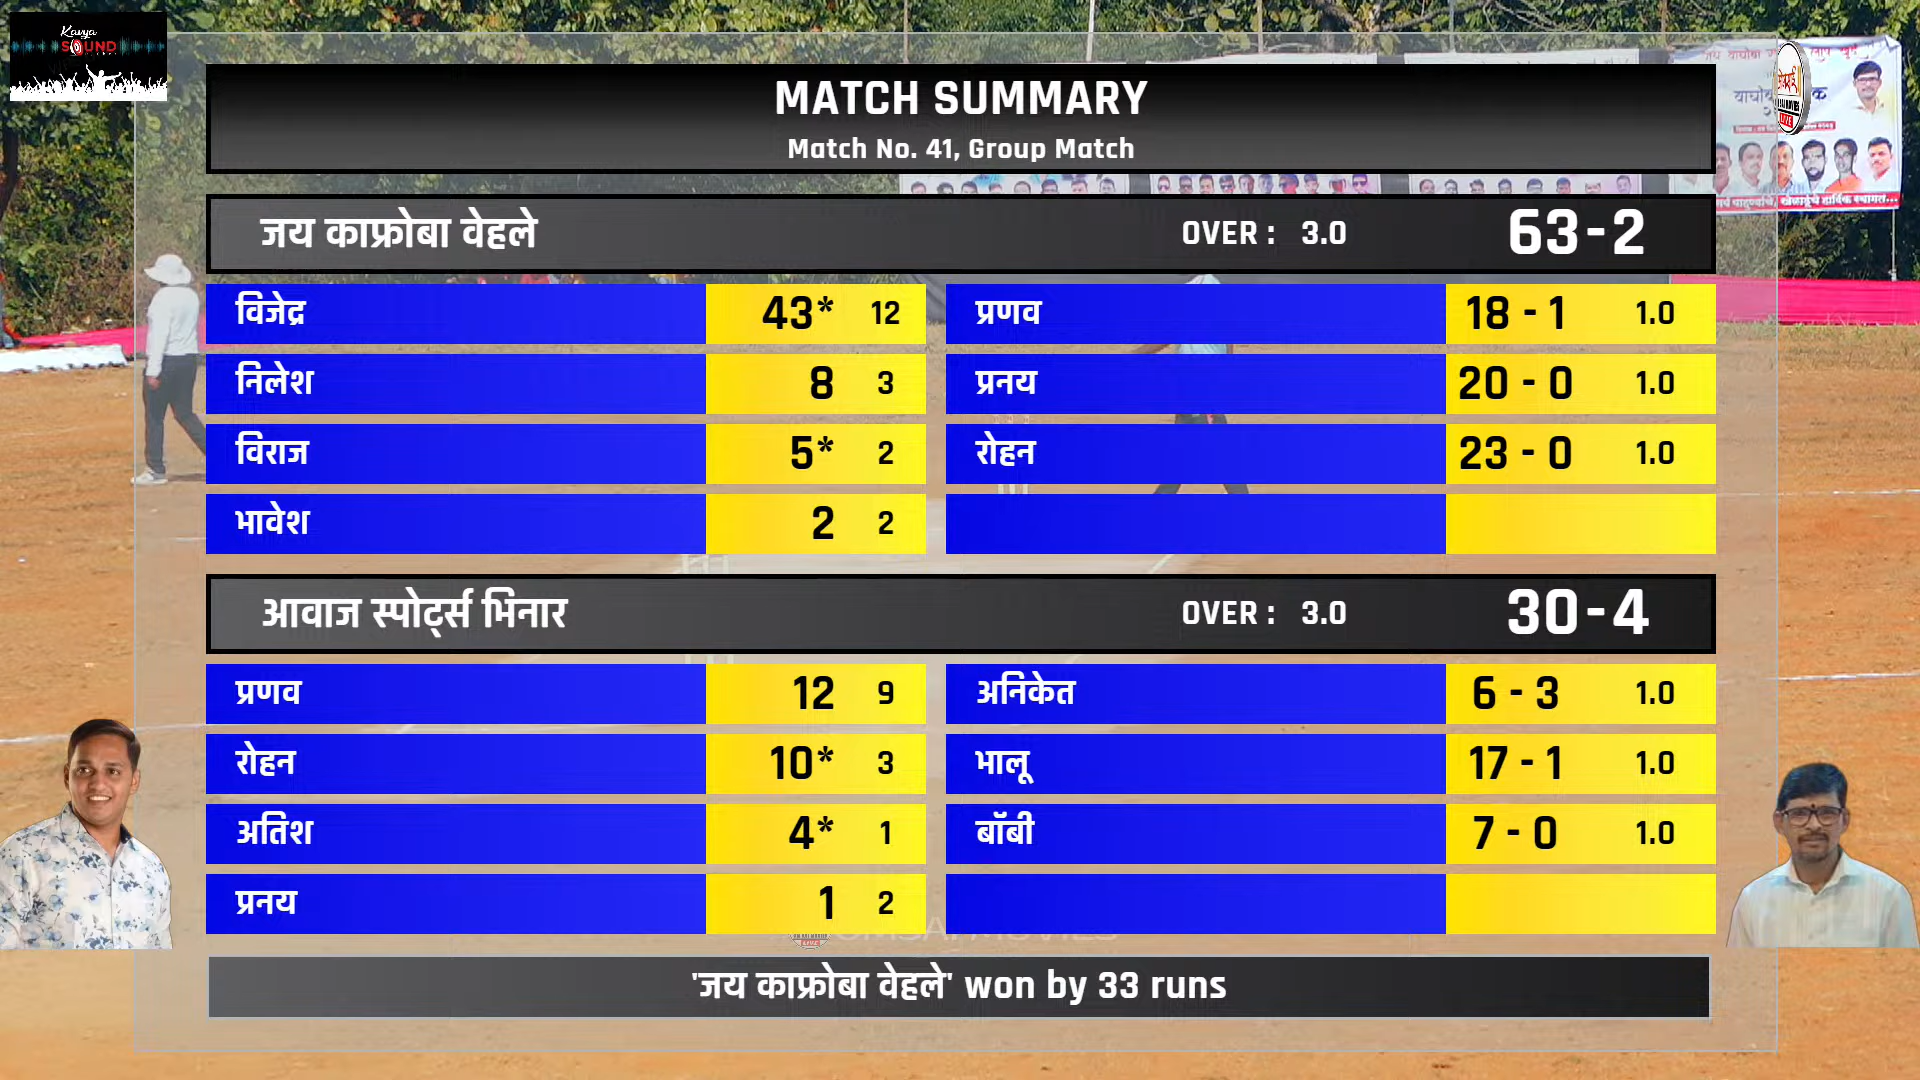 Kavya
SOUND
MATCH SUMMARY
Match No. 41, Group Match
जय काफ्रोबा वेहले OVER : 3.0 63-2
विजेद्र 43* 12 प्रणव 18 - 1 1.0
निलेश 8 3 प्रनय 20 - 0 1.0
विराज 5* 2 रोहन 23 - 0 1.0
भावेश 2 2
आवाज स्पोर्ट्स भिनार OVER : 3.0 30-4
प्रणव 12 9 अनिकेत 6 - 3 1.0
रोहन 10* 3 भालू 17 - 1 1.0
अतिश 4* 1 बॉबी 7 - 0 1.0
प्रनय 1 2
'जय काफ्रोबा वेहले' won by 33 runs
LIVE